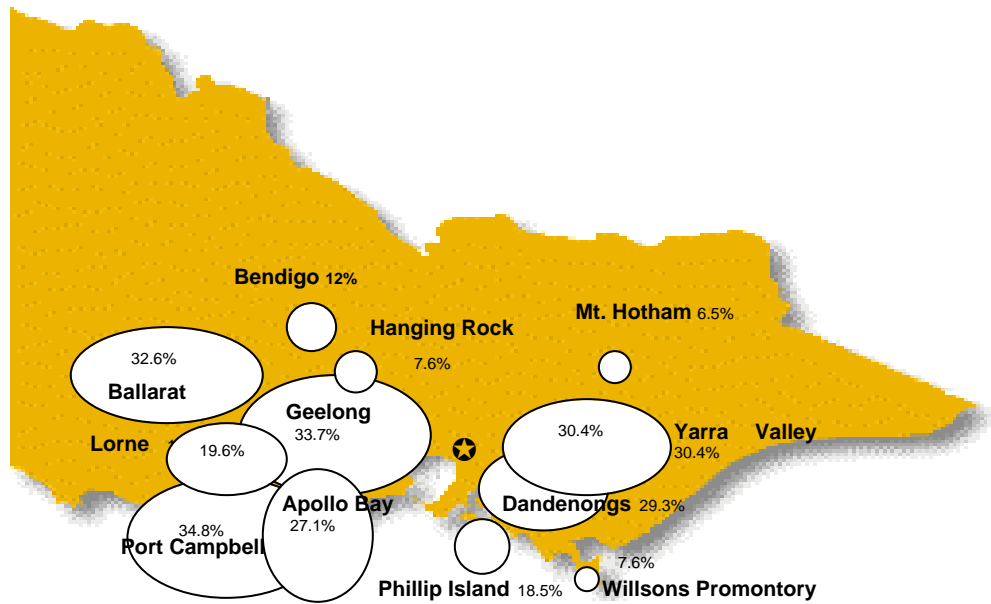 Bendigo 12%
Mt. Hotham 6.5%
Hanging Rock
7.6%
32.6%
Ballarat
Geelong
33.7%
30.4%
Yarra Valley
30.4%
Lorne
19.6%
Apollo Bay
27.1%
Dandenongs 29.3%
34.8%
Port Campbell
7.6%
Phillip Island 18.5%
Willsons Promontory